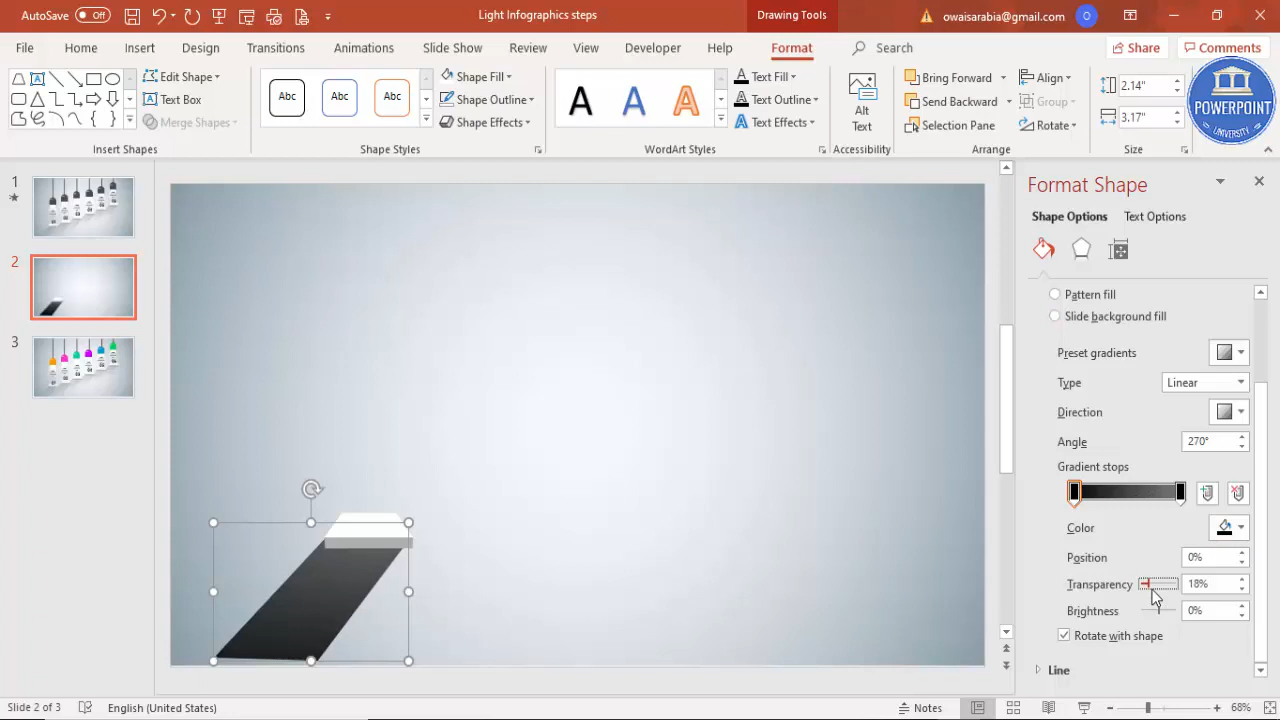 AutoSave Off
Light Infographics steps
Drawing Tools
owaisarabia@gmail.com
O
File Home Insert Design Transitions Animations Slide Show Review View Developer Help Format Search Share Comments
Edit Shape
Text Box
Merge Shapes
Insert Shapes
Abc Abc Abc
Shape Fill
Shape Outline
Shape Effects
Shape Styles
A A A
Text Fill
Text Outline
Text Effects
WordArt Styles
Alt
Text
Accessibility
Bring Forward
Send Backward
Selection Pane
Align
Group
Rotate
Arrange
2.14"
3.17"
Size
POWERPOINT
UNIVERSITY
1
2
3
Format Shape
Shape Options Text Options
Pattern fill
Slide background fill
Preset gradients
Type Linear
Direction
Angle 270°
Gradient stops
Color
Position 0%
Transparency 18%
Brightness 0%
Rotate with shape
Line
Slide 2 of 3 English (United States) Notes 68%